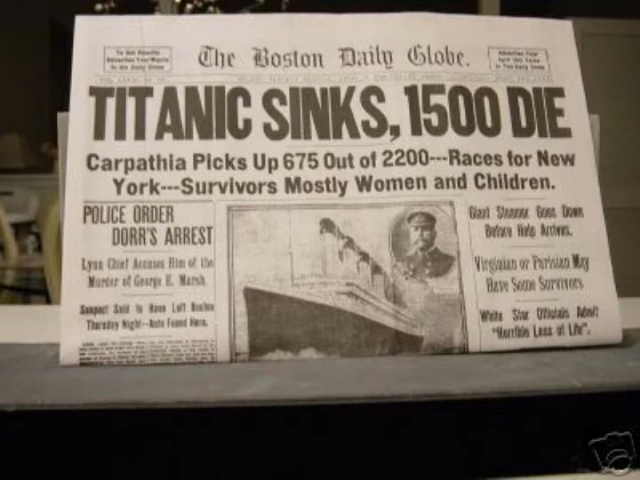 The Boston Daily Globe.
TITANIC SINKS, 1500 DIE
Carpathia Picks Up 675 Out of 2200---Races for New
York---Survivors Mostly Women and Children.
POLICE ORDER
DORR'S ARREST
Lynn Chief Accuses Him of the
Murder of George E. Marsh.
Suspect Said to Have Left Boston
Thursday Night--Auto Found Here.
Giant Steamer Goes Down
Before Help Arrives.
Virginian or Parisian May
Have Some Survivors
White Star Officials Admit
"Horrible Loss of Life".